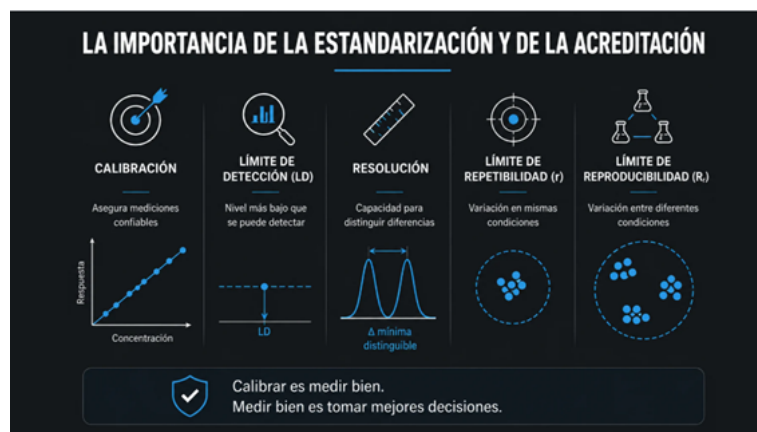 LA IMPORTANCIA DE LA ESTANDARIZACIÓN Y DE LA ACREDITACIÓN
CALIBRACIÓN
Asegura mediciones
confiables
Respuesta
Concentración
LÍMITE DE
DETECCIÓN (LD)
Nivel más bajo que
se puede detectar
LD
RESOLUCIÓN
Capacidad para
distinguir diferencias
Δ mínima
distinguible
LÍMITE DE
REPETIBILIDAD (r)
Variación en mismas
condiciones
LÍMITE DE
REPRODUCIBILIDAD (Rᵣ)
Variación entre diferentes
condiciones
Calibrar es medir bien.
Medir bien es tomar mejores decisiones.